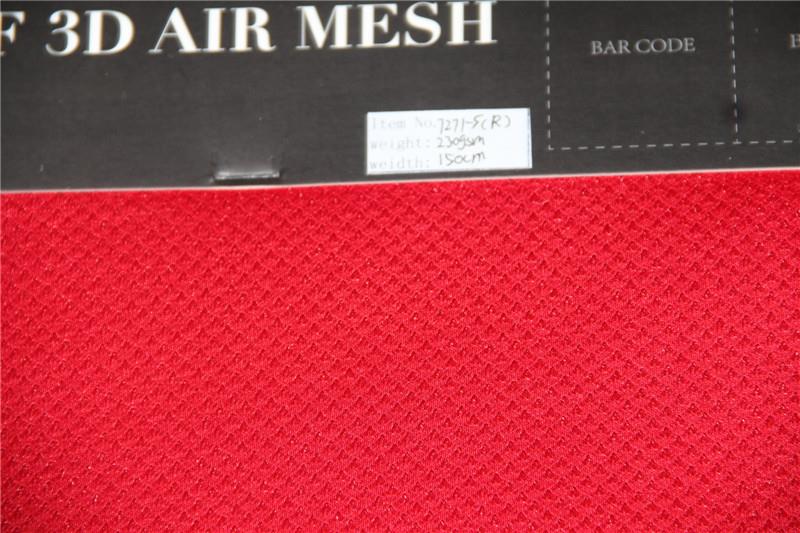 F 3D AIR MESH
BAR CODE
B
Item No.7271-5(R)
weight: 230gsm
weidth: 150cm